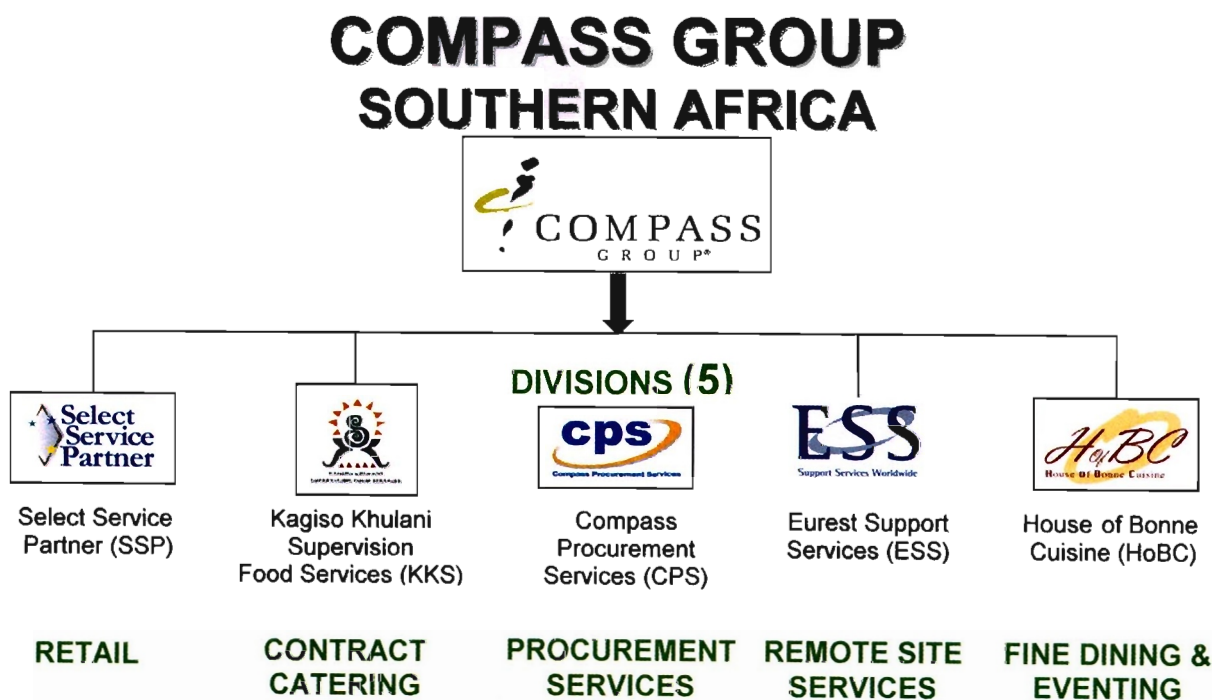 COMPASS GROUP
SOUTHERN AFRICA
COMPASS
GROUP®
DIVISIONS (5)
Select
Service
Partner
cps
Compass Procurement Services
ESS
Support Services Worldwide
HofBC
House of Bonne Cuisine
Select Service
Partner (SSP)
Kagiso Khulani
Supervision
Food Services (KKS)
Compass
Procurement
Services (CPS)
Eurest Support
Services (ESS)
House of Bonne
Cuisine (HoBC)
RETAIL
CONTRACT
CATERING
PROCUREMENT
SERVICES
REMOTE SITE
SERVICES
FINE DINING &
EVENTING